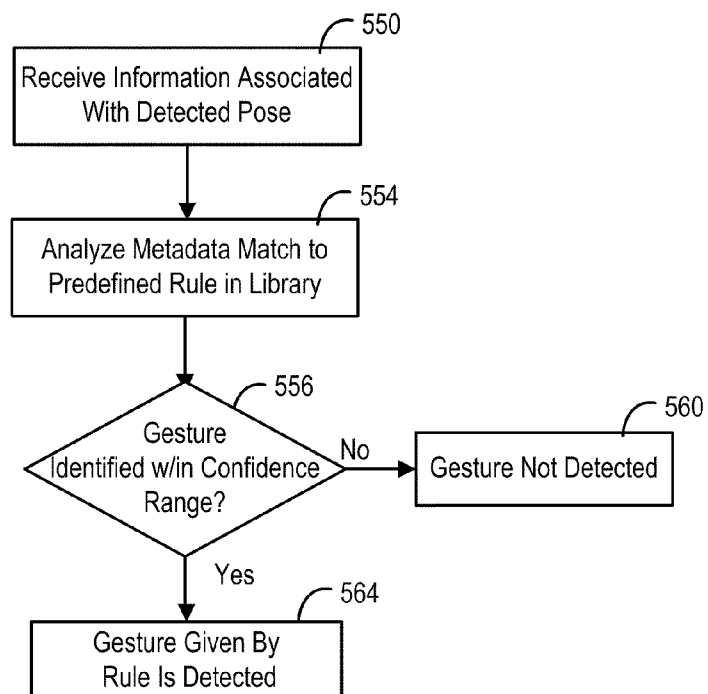 550
Receive Information Associated
With Detected Pose
554
Analyze Metadata Match to
Predefined Rule in Library
556
Gesture
Identified w/in Confidence
Range?
No
560
Gesture Not Detected
Yes
564
Gesture Given By
Rule Is Detected